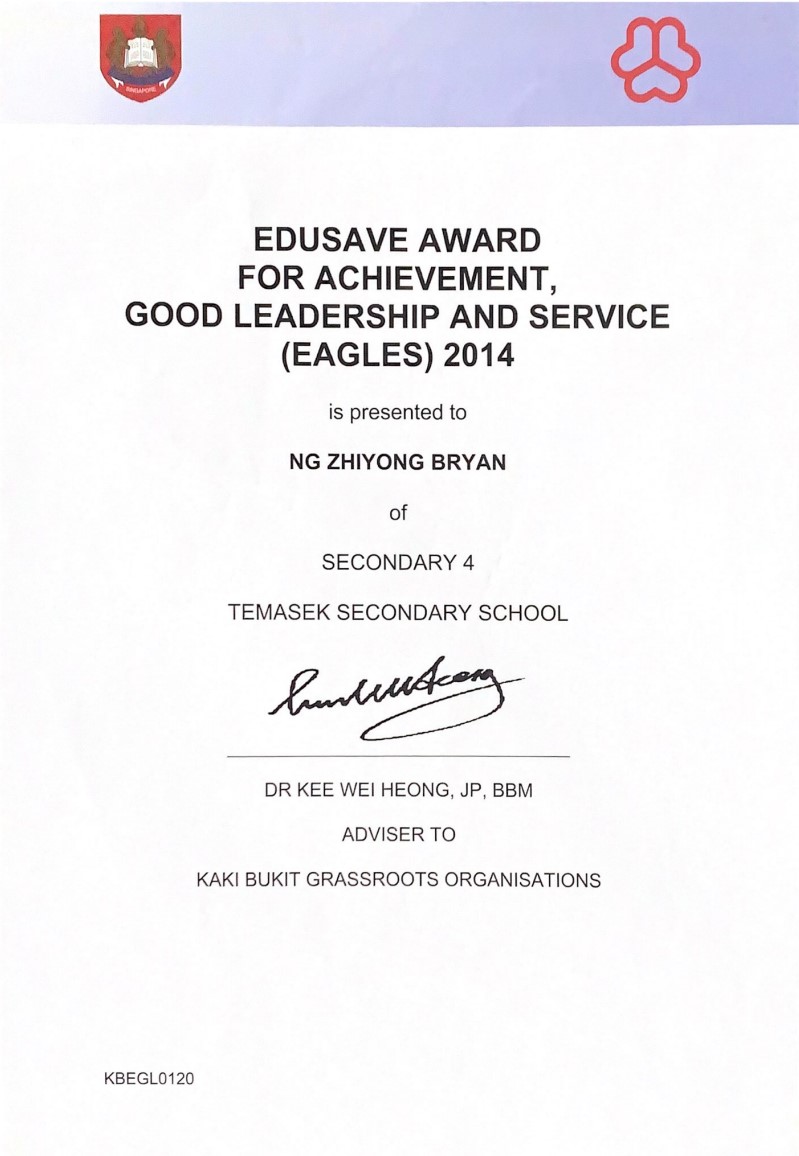 SINGAPORE
EDUSAVE AWARD
FOR ACHIEVEMENT,
GOOD LEADERSHIP AND SERVICE
(EAGLES) 2014
is presented to
NG ZHIYONG BRYAN
of
SECONDARY 4
TEMASEK SECONDARY SCHOOL
DR KEE WEI HEONG, JP, BBM
ADVISER TO
KAKI BUKIT GRASSROOTS ORGANISATIONS
KBEGL0120